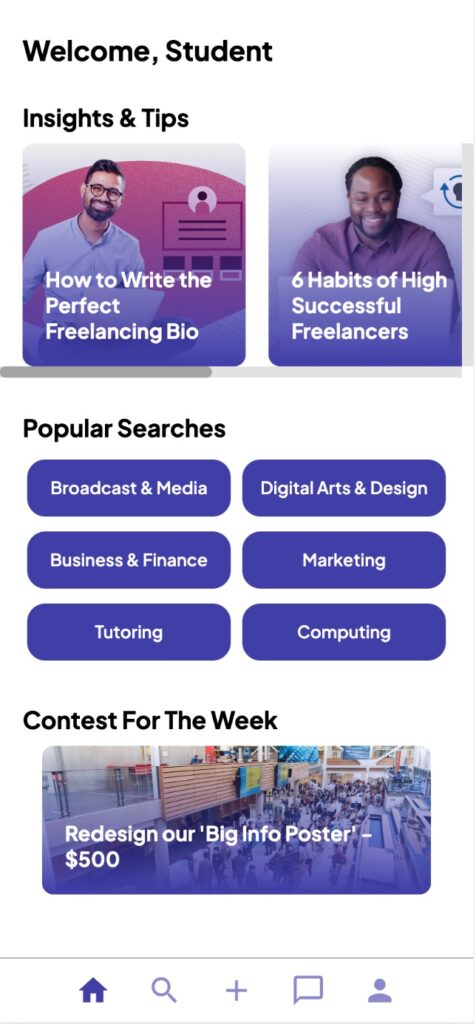 Welcome, Student
Insights & Tips
How to Write the
Perfect
Freelancing Bio
6 Habits of High
Successful
Freelancers
Popular Searches
Broadcast & Media
Digital Arts & Design
Business & Finance
Marketing
Tutoring
Computing
Contest For The Week
Redesign our 'Big Info Poster' –
$500